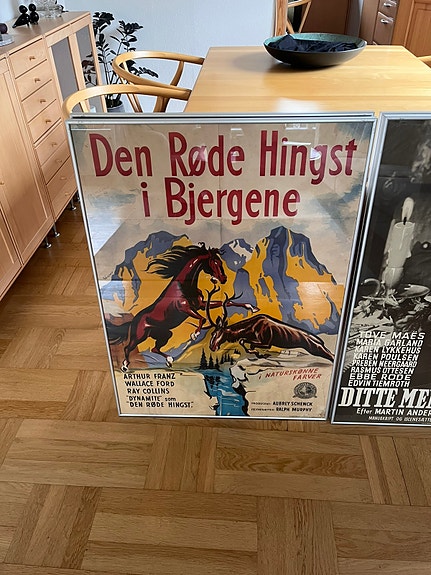 Den Røde Hingst
i Bjergene
ARTHUR FRANZ
WALLACE FORD
RAY COLLINS
"DYNAMITE" som
"DEN RØDE HINGST"
I NATURSKØNNE
FARVER
AUBREY SCHENCK
RALPH MURPHY
TOVE MAËS
MARIA GARLAND
KAREN LYKKEHUS
KAREN POULSEN
PREBEN NEERGAARD
RASMUS OTTESEN
EBBE RODE
EDVIN TIEMROTH
DITTE ME
Efter MARTIN ANDER
MANUSKRIPT OG